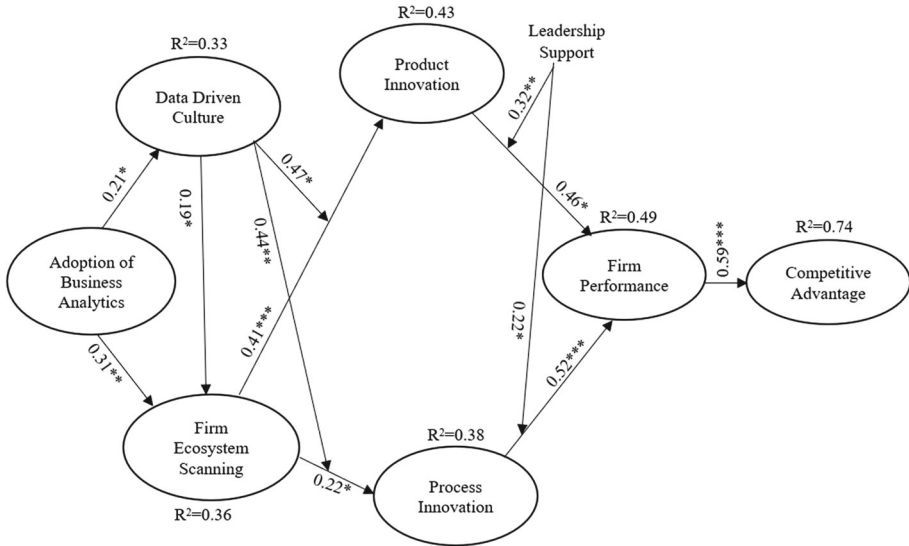 R²=0.43
Leadership
Support
R²=0.33
Product
Innovation
Data Driven
Culture
0.32**
0.47*
0.21*
0.19*
0.44**
0.46*
R²=0.49
R²=0.74
Adoption of
Business
Analytics
Firm
Performance
0.59***
Competitive
Advantage
0.41***
0.22*
0.31**
0.52***
Firm
Ecosystem
Scanning
R²=0.38
0.22*
Process
Innovation
R²=0.36